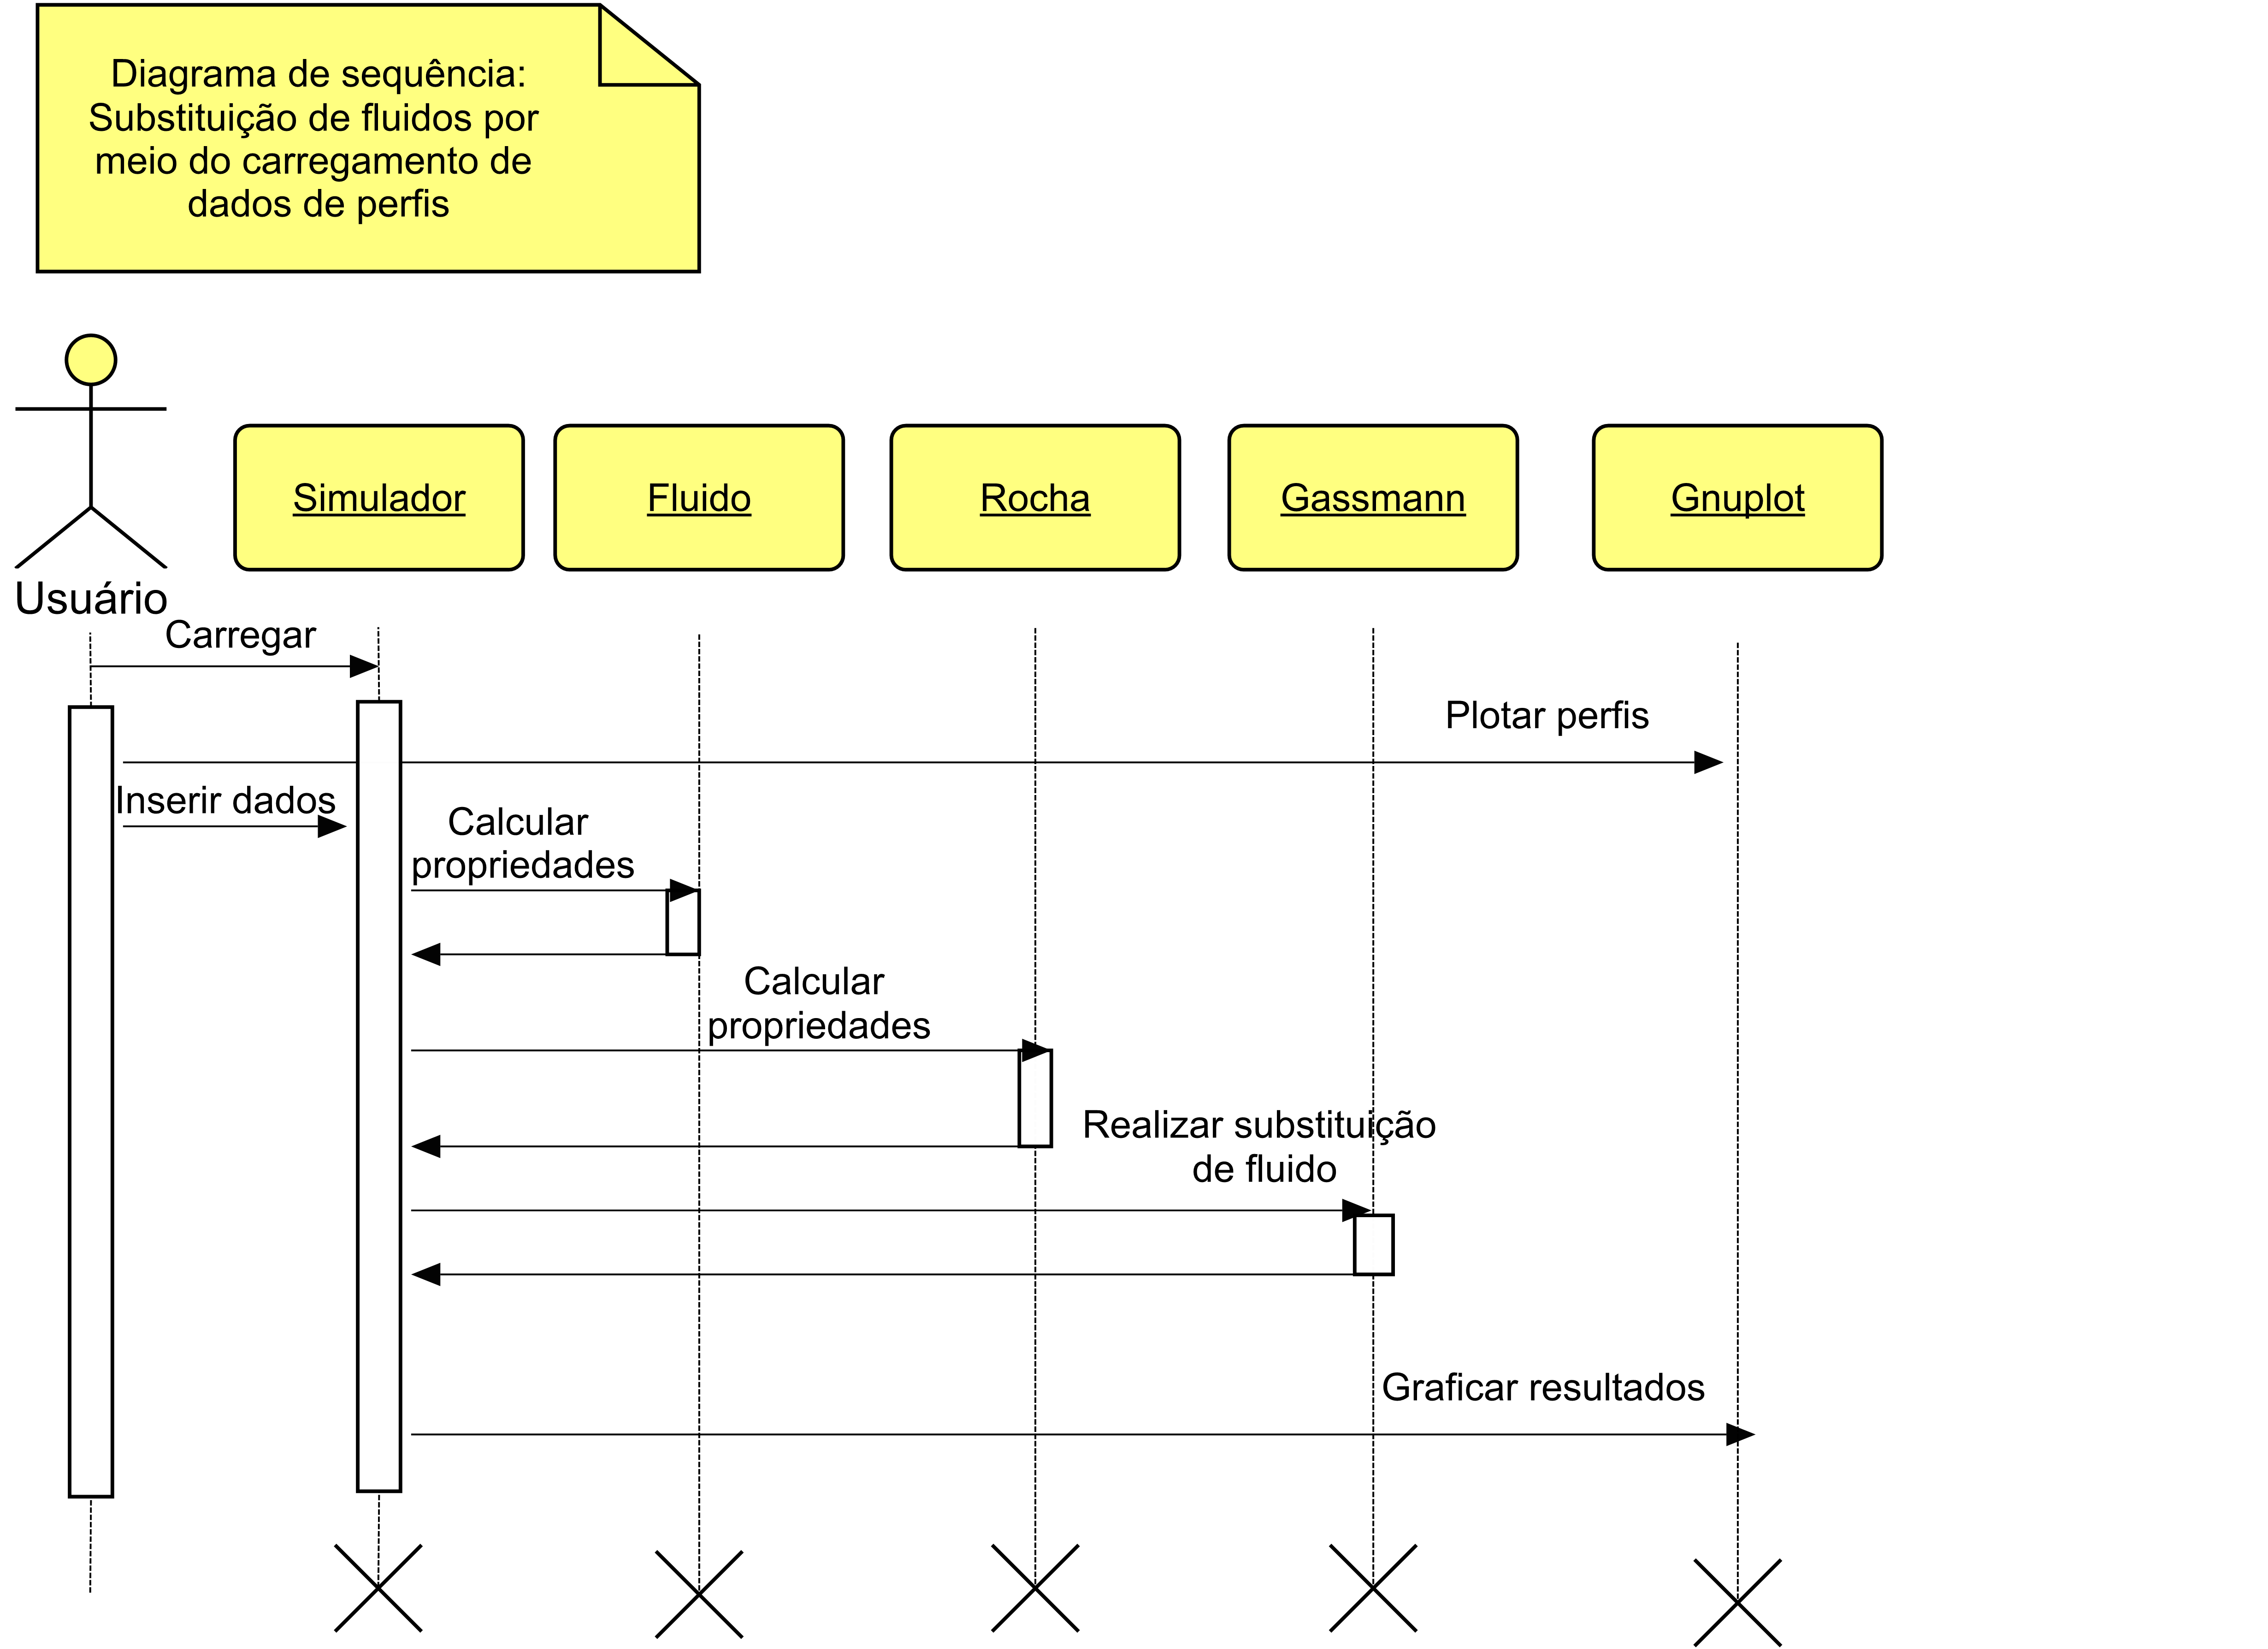 Diagrama de sequência:
Substituição de fluidos por
meio do carregamento de
dados de perfis
Simulador
Fluido
Rocha
Gassmann
Gnuplot
Usuário
Carregar
Plotar perfis
Inserir dados
Calcular
propriedades
Calcular
propriedades
Realizar substituição
de fluido
Graficar resultados